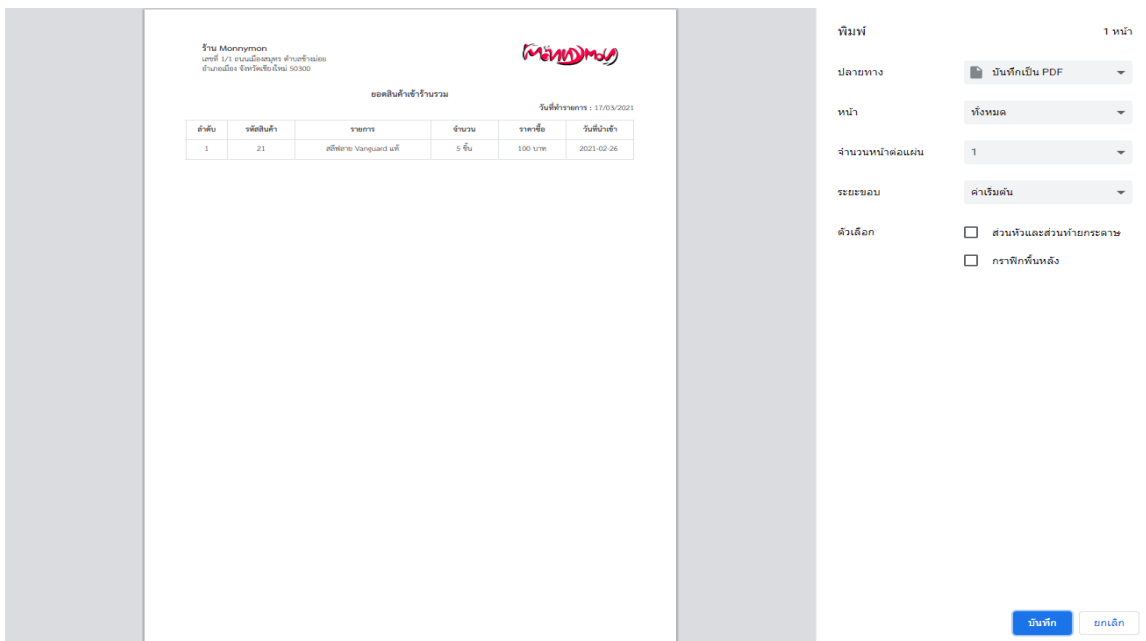 ร้าน Monnymon
เลขที่ 1/1 ถนนเมืองสมุทร ตำบลช้างม่อย
อำเภอเมือง จังหวัดเชียงใหม่ 50300
MonnyMon
ยอดสินค้าเข้าร้านรวม
วันที่ทำรายการ : 17/03/2021
ลำดับ รหัสสินค้า รายการ จำนวน ราคาซื้อ วันที่นำเข้า
1 21 สลีฟลาย Vanguard แท้ 5 ชิ้น 100 บาท 2021-02-26
พิมพ์ 1 หน้า
ปลายทาง บันทึกเป็น PDF
หน้า ทั้งหมด
จำนวนหน้าต่อแผ่น 1
ระยะขอบ ค่าเริ่มต้น
ตัวเลือก ส่วนหัวและส่วนท้ายกระดาษ
กราฟิกพื้นหลัง
บันทึก ยกเลิก